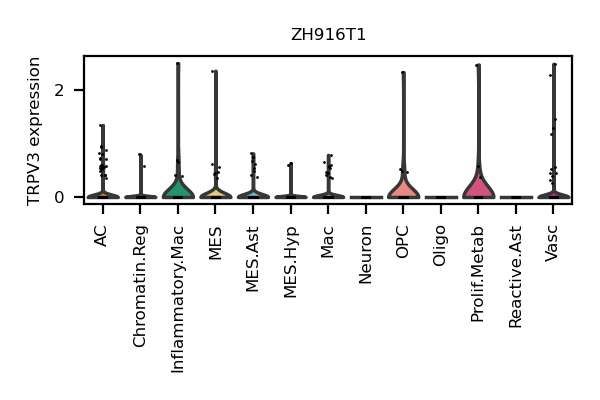 ZH916T1
TRPV3 expression
2
0
AC
Chromatin.Reg
Inflammatory.Mac
MES
MES.Ast
MES.Hyp
Mac
Neuron
OPC
Oligo
Prolif.Metab
Reactive.Ast
Vasc